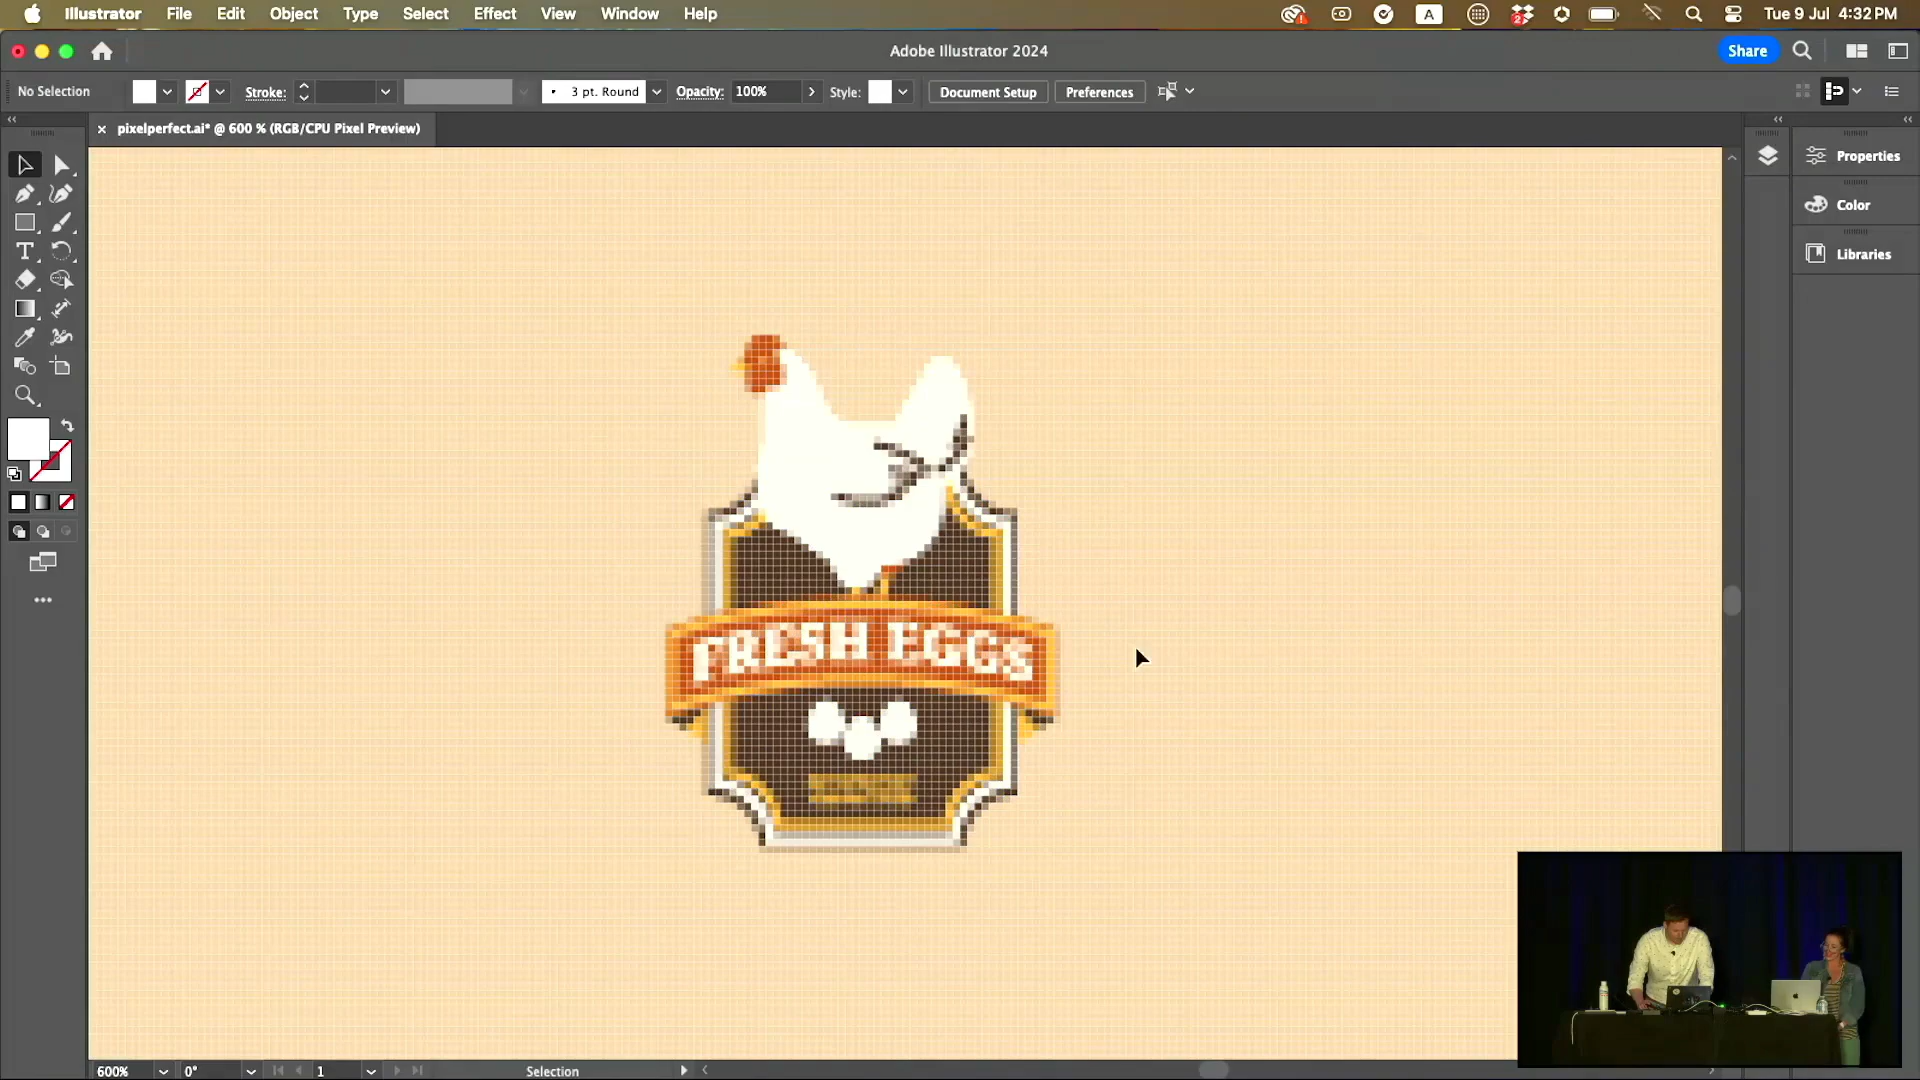 Illustrator File Edit Object Type Select Effect View Window Help
A
2
Tue 9 Jul 4:32 PM
Adobe Illustrator 2024
Share
No Selection
Stroke:
3 pt. Round
Opacity: 100%
Style:
Document Setup
Preferences
pixelperfect.ai* @ 600 % (RGB/CPU Pixel Preview)
Properties
Color
Libraries
FRESH EGGS
600%
0°
1
Selection